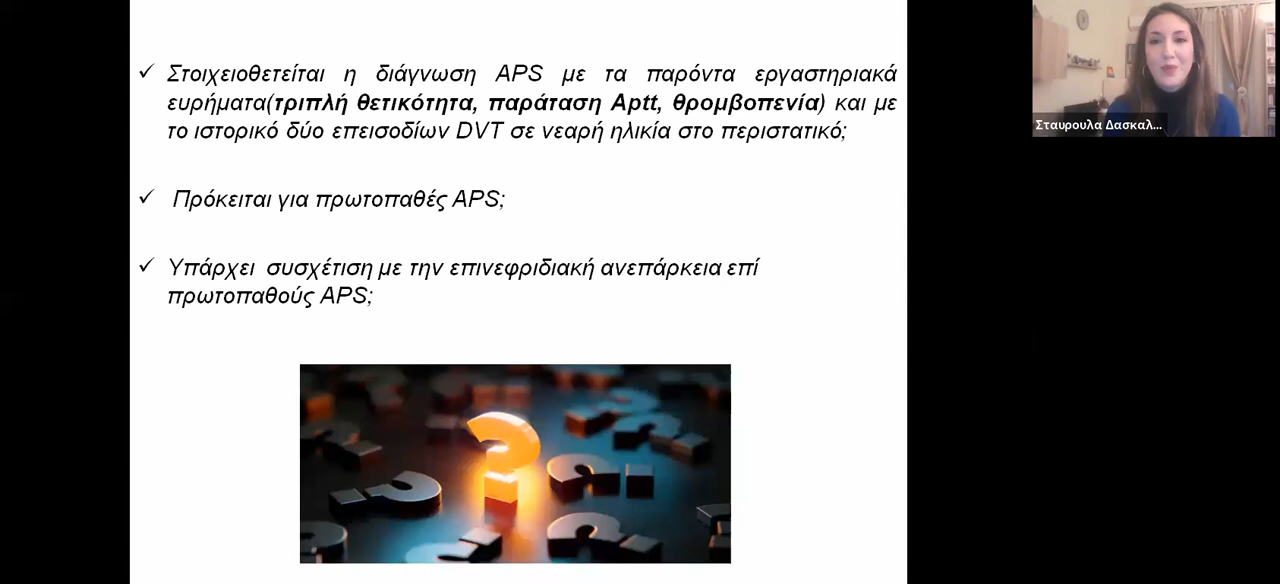 ✓ Στοιχειοθετείται η διάγνωση APS με τα παρόντα εργαστηριακά
ευρήματα(τριπλή θετικότητα, παράταση Aptt, θρομβοπενία) και με
το ιστορικό δύο επεισοδίων DVT σε νεαρή ηλικία στο περιστατικό;
✓ Πρόκειται για πρωτοπαθές APS;
✓ Υπάρχει συσχέτιση με την επινεφριδιακή ανεπάρκεια επί
πρωτοπαθούς APS;
Σταυρουλα Δασκαλ...